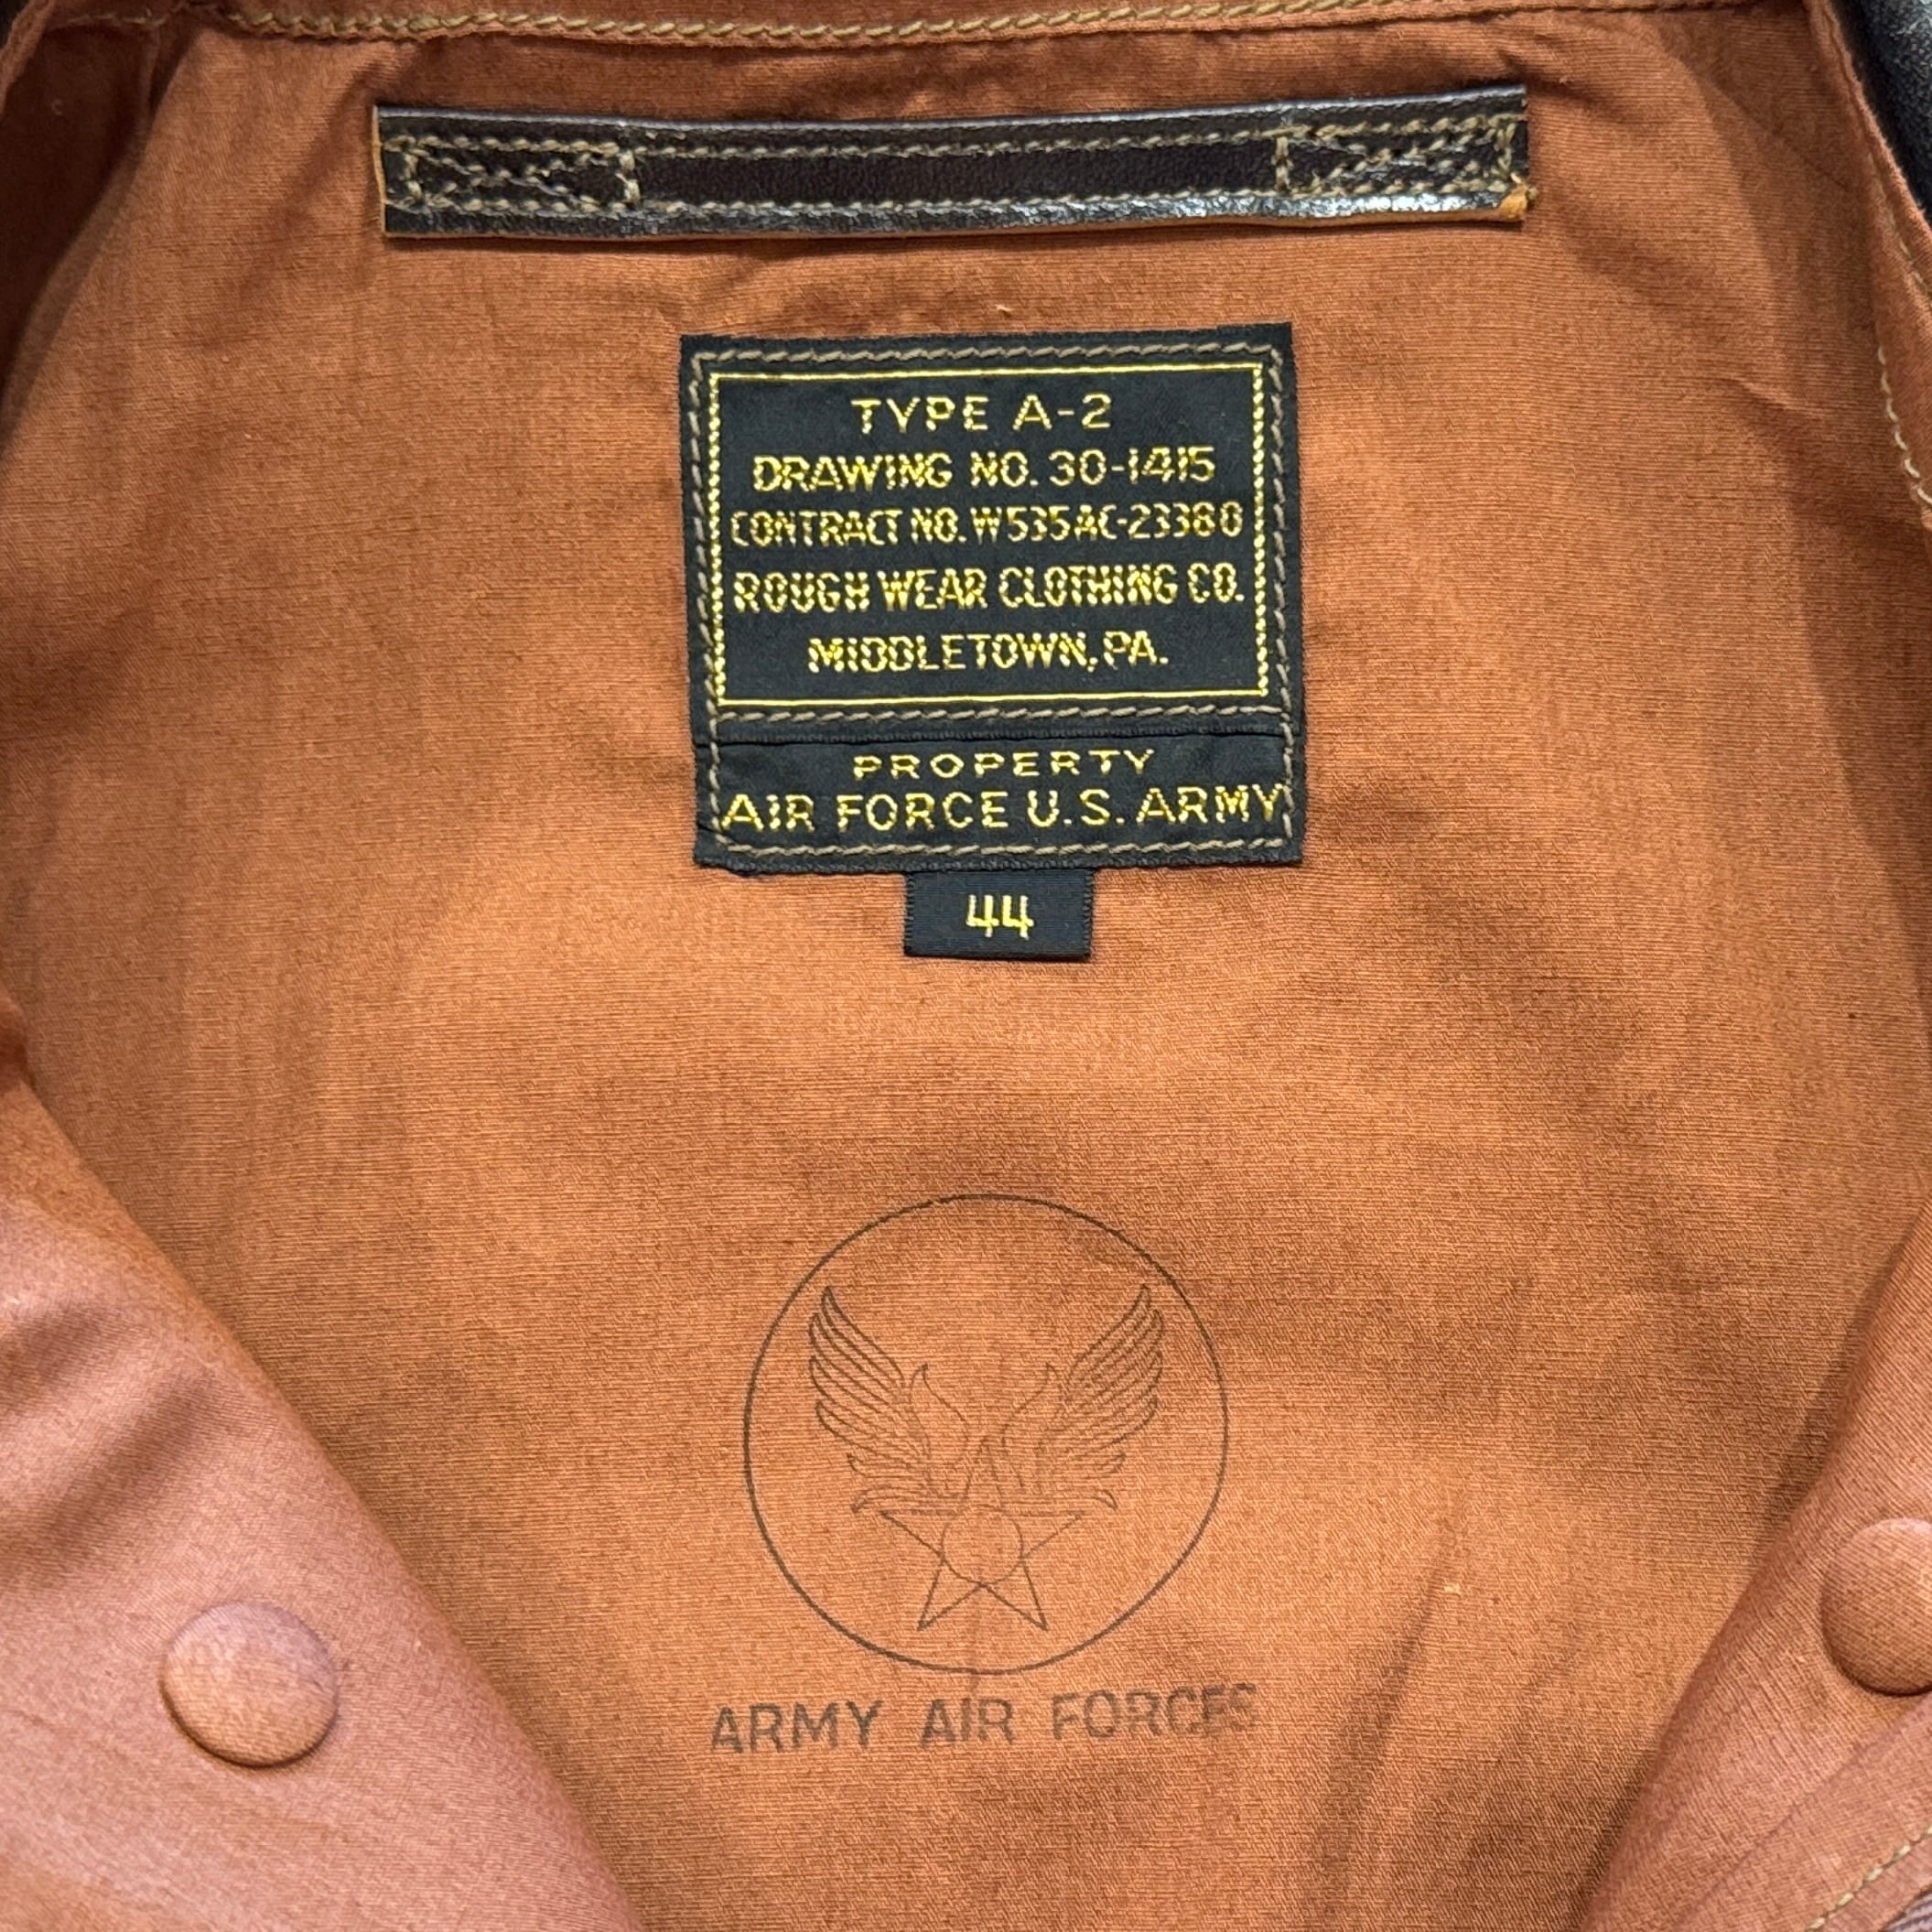 TYPE A-2
DRAWING NO. 30-1415
CONTRACT NO. W535AC-23380
ROUGH WEAR CLOTHING CO.
MIDDLETOWN, PA.
PROPERTY
AIR FORCE U.S. ARMY
44
ARMY AIR FORCES